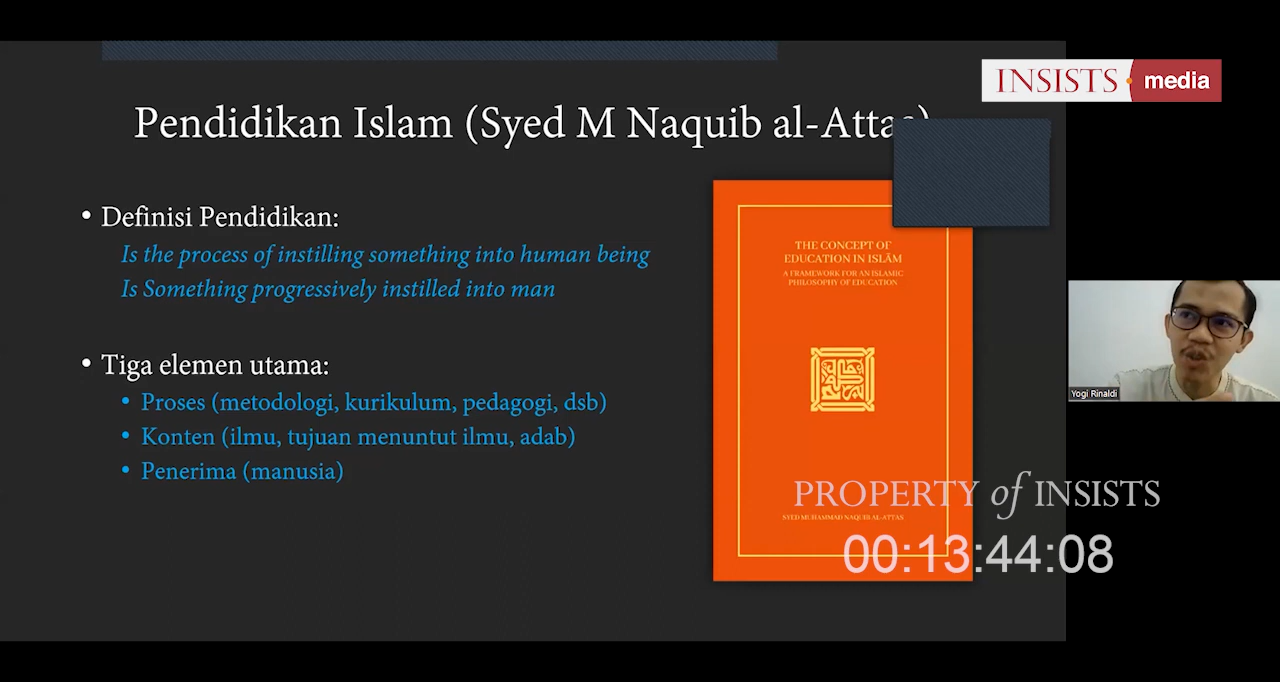 INSISTS media
Pendidikan Islam (Syed M Naquib al-Attas)
• Definisi Pendidikan:
Is the process of instilling something into human being
Is Something progressively instilled into man
• Tiga elemen utama:
• Proses (metodologi, kurikulum, pedagogi, dsb)
• Konten (ilmu, tujuan menuntut ilmu, adab)
• Penerima (manusia)
THE CONCEPT OF
EDUCATION IN ISLĀM
A FRAMEWORK FOR AN ISLAMIC
PHILOSOPHY OF EDUCATION
SYED MUHAMMAD NAQUIB AL-ATTAS
Yogi Rinaldi
PROPERTY of INSISTS
00:13:44:08